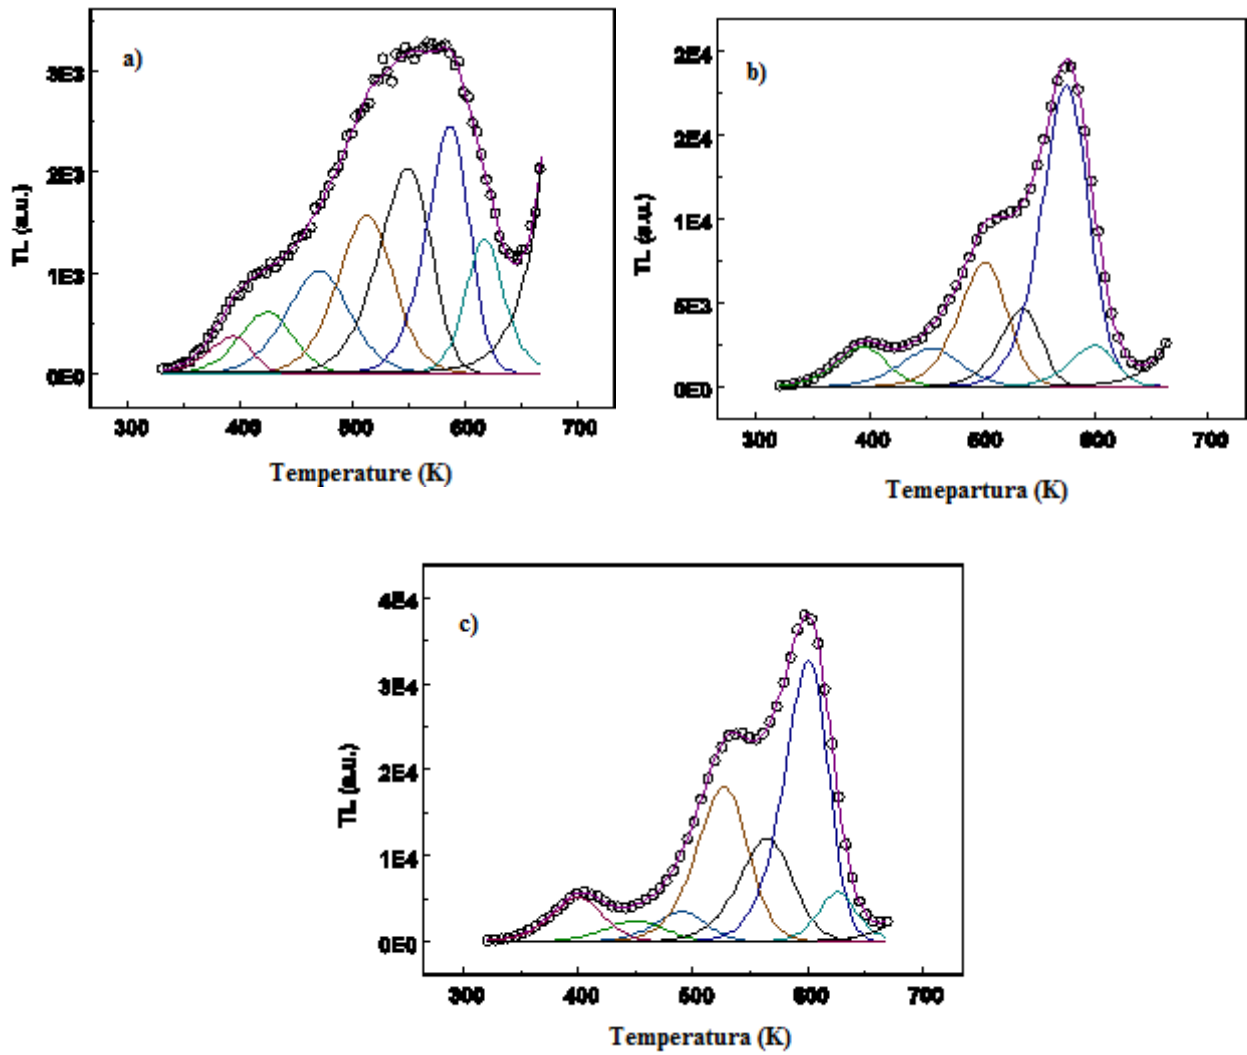 a)
3E3
2E3
1E3
0E0
TL (a.u.)
300 400 500 600 700
Temperature (K)
b)
2E4
2E4
1E4
5E3
0E0
TL (a.u.)
300 400 500 600 700
Temepartura (K)
c)
4E4
3E4
2E4
1E4
0E0
TL (a.u.)
300 400 500 600 700
Temperatura (K)